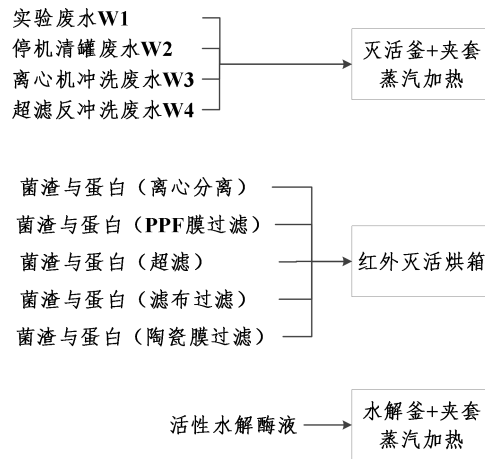 实验废水W1
停机清罐废水W2
离心机冲洗废水W3
超滤反冲洗废水W4
灭活釜+夹套
蒸汽加热
菌渣与蛋白（离心分离）
菌渣与蛋白（PPF膜过滤）
菌渣与蛋白（超滤）
菌渣与蛋白（滤布过滤）
菌渣与蛋白（陶瓷膜过滤）
红外灭活烘箱
活性水解酶液
水解釜+夹套
蒸汽加热